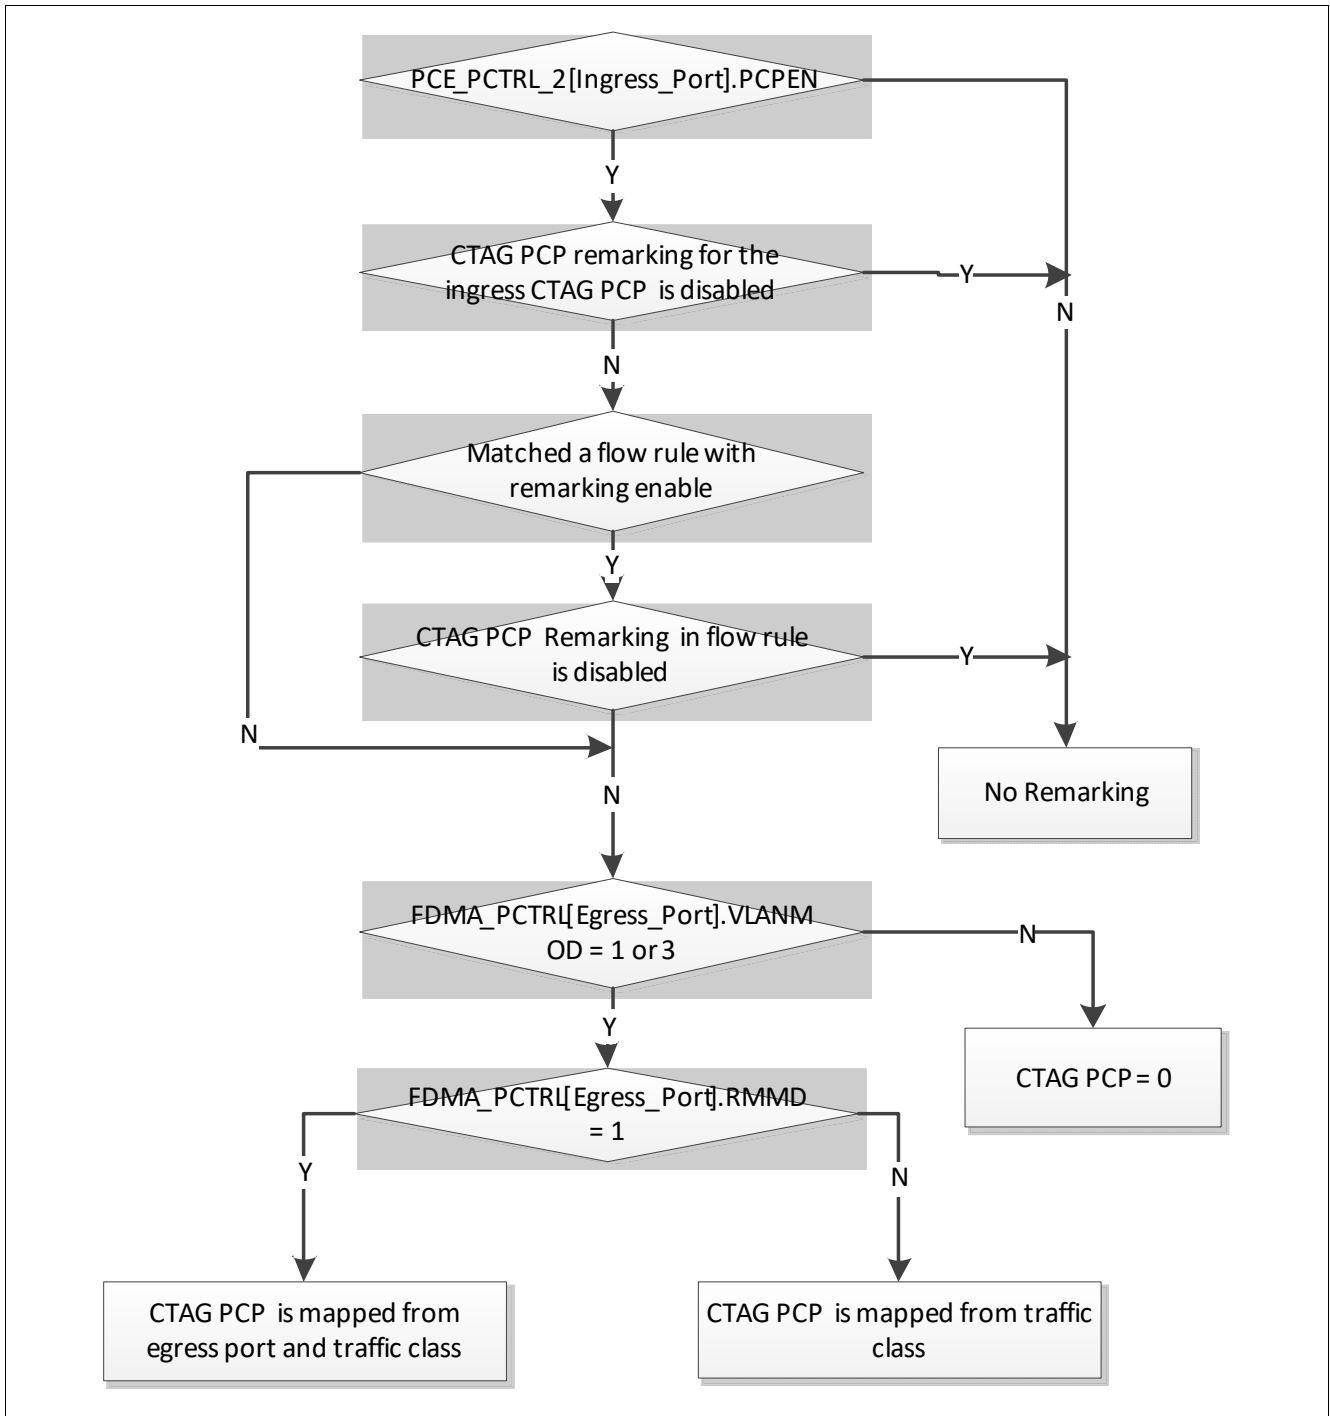 PCE_PCTRL_2[Ingress_Port].PCPEN
Y
CTAG PCP remarking for the
ingress CTAG PCP is disabled
Y
N
N
Matched a flow rule with
remarking enable
Y
CTAG PCP Remarking in flow rule
is disabled
Y
N
N
No Remarking
FDMA_PCTRL[Egress_Port].VLANM
OD = 1 or 3
N
Y
CTAG PCP = 0
FDMA_PCTRL[Egress_Port].RMMD
= 1
Y
N
CTAG PCP is mapped from
egress port and traffic class
CTAG PCP is mapped from traffic
class